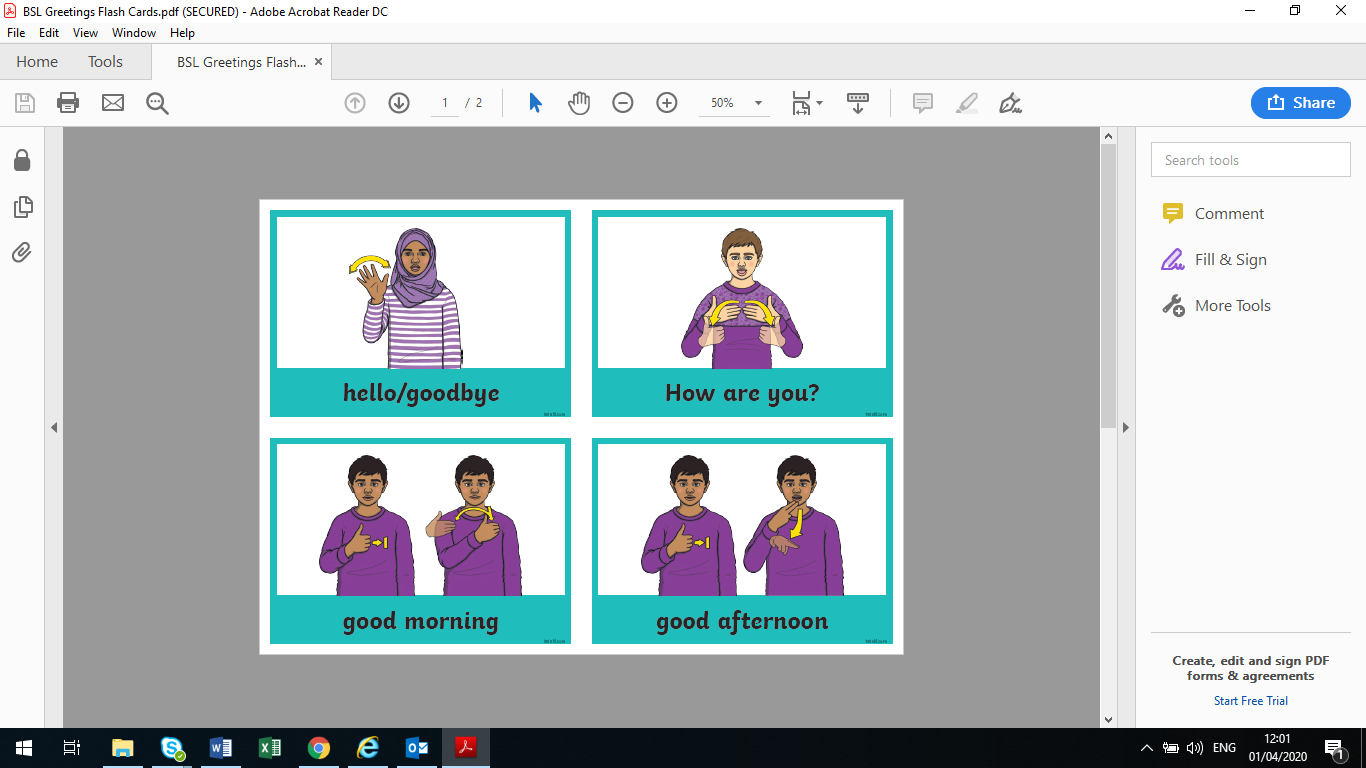 BSL Greetings Flash Cards.pdf (SECURED) - Adobe Acrobat Reader DC
File Edit View Window Help
Home Tools BSL Greetings Flash...
1 / 2 50% Share
Search tools
Comment
Fill & Sign
More Tools
hello/goodbye How are you?
good morning good afternoon
Create, edit and sign PDF
forms & agreements
Start Free Trial
ENG 12:01
01/04/2020 1